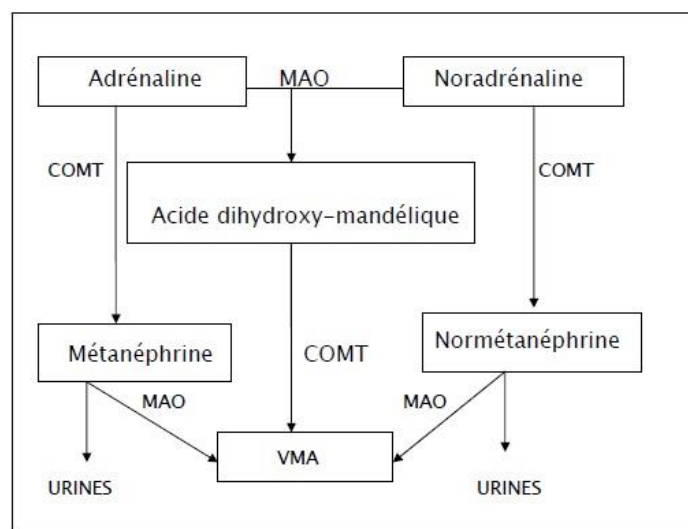 Adrénaline
MAO
Noradrénaline
COMT
COMT
Acide dihydroxy-mandélique
Métanéphrine
COMT
Normétanéphrine
MAO
MAO
VMA
URINES
URINES